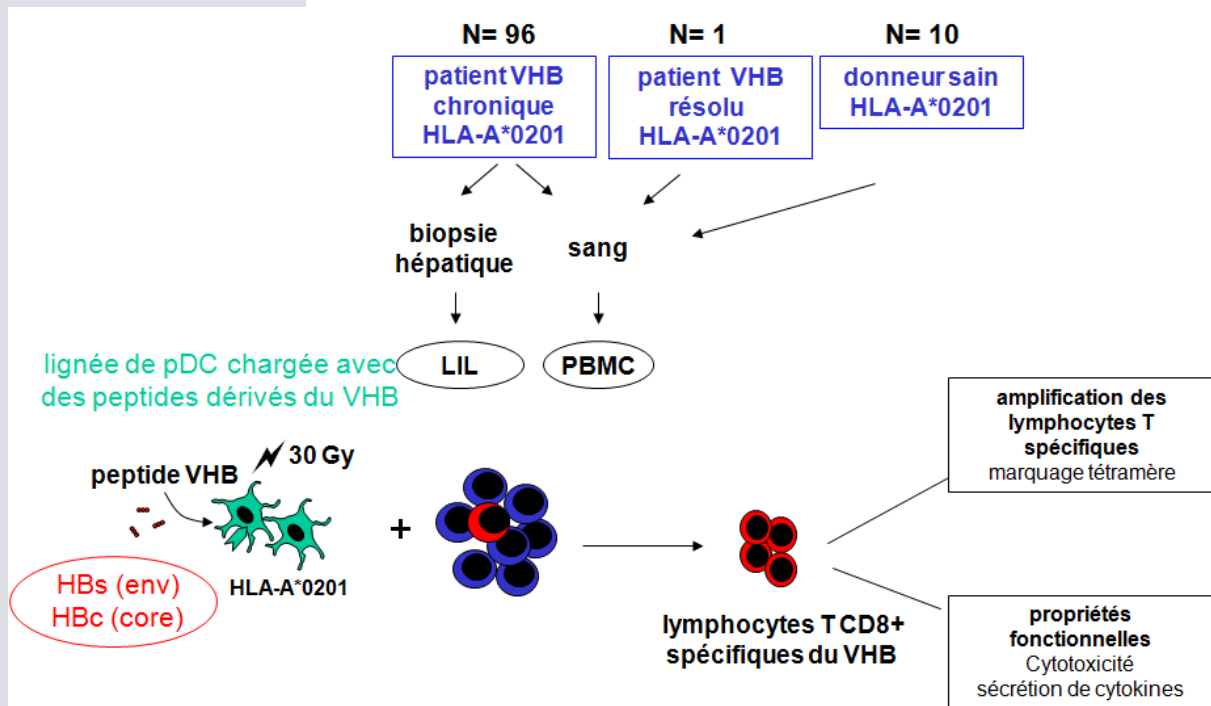 N= 96
patient VHB
chronique
HLA-A*0201
N= 1
patient VHB
résolu
HLA-A*0201
N= 10
donneur sain
HLA-A*0201
biopsie
hépatique
sang
LIL
PBMC
lignée de pDC chargée avec
des peptides dérivés du VHB
peptide VHB
30 Gy
HLA-A*0201
HBs (env)
HBc (core)
+
lymphocytes T CD8+
spécifiques du VHB
amplification des
lymphocytes T
spécifiques
marquage tétramère
propriétés
fonctionnelles
Cytotoxicité
sécrétion de cytokines